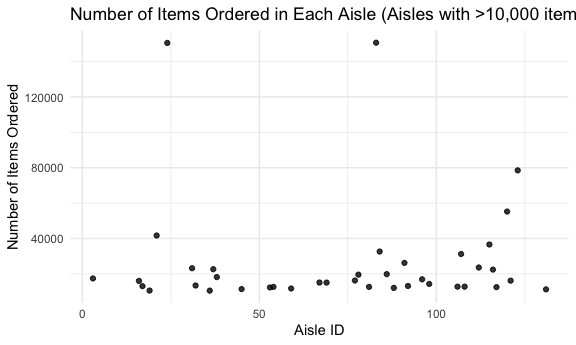 Number of Items Ordered in Each Aisle (Aisles with >10,000 item
Number of Items Ordered
120000
80000
40000
0
50
100
Aisle ID